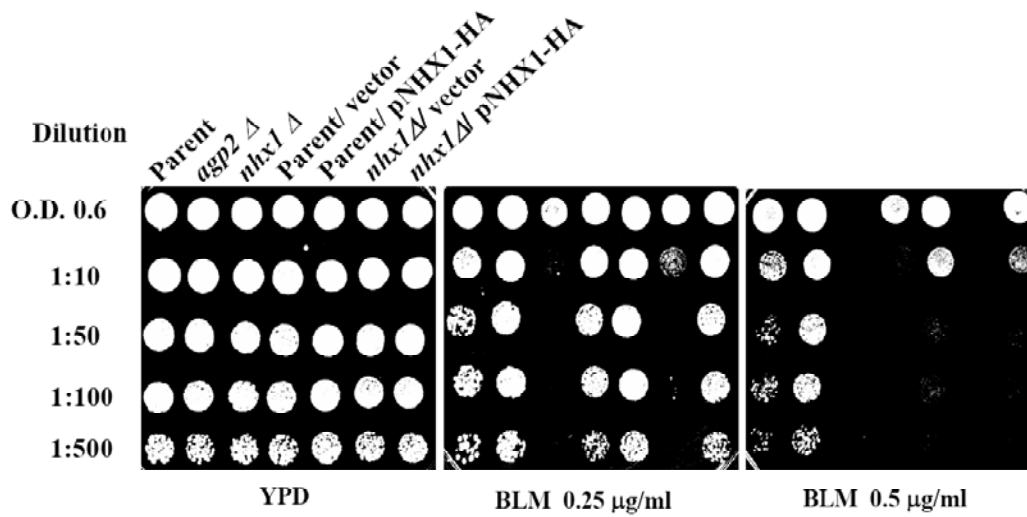 Dilution
Parent
agp2 Δ
nhx1 Δ
Parent/ vector
Parent/ pNHX1-HA
nhx1Δ/ vector
nhx1Δ/ pNHX1-HA
O.D. 0.6
1:10
1:50
1:100
1:500
YPD
BLM 0.25 µg/ml
BLM 0.5 µg/ml